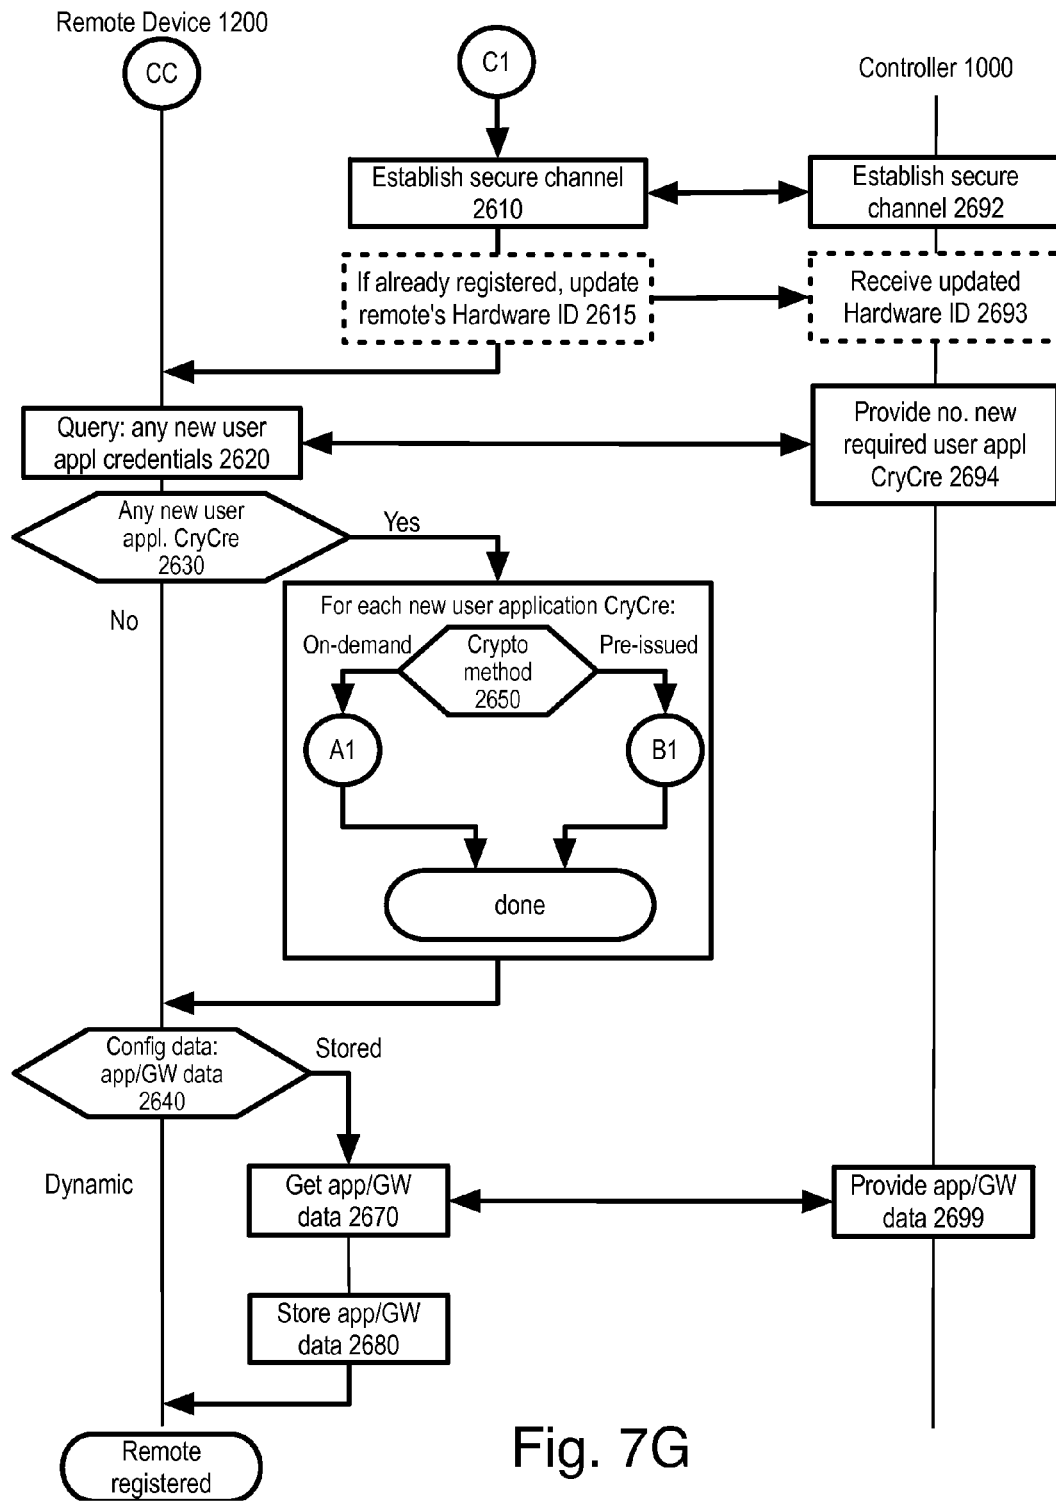 Remote Device 1200
CC
C1
Controller 1000
Establish secure channel
2610
Establish secure
channel 2692
If already registered, update
remote's Hardware ID 2615
Receive updated
Hardware ID 2693
Query: any new user
appl credentials 2620
Provide no. new
required user appl
CryCre 2694
Any new user
appl. CryCre
2630
Yes
No
For each new user application CryCre:
On-demand
Crypto
method
2650
Pre-issued
A1
B1
done
Config data:
app/GW data
2640
Stored
Dynamic
Get app/GW
data 2670
Provide app/GW
data 2699
Store app/GW
data 2680
Remote
registered
Fig. 7G